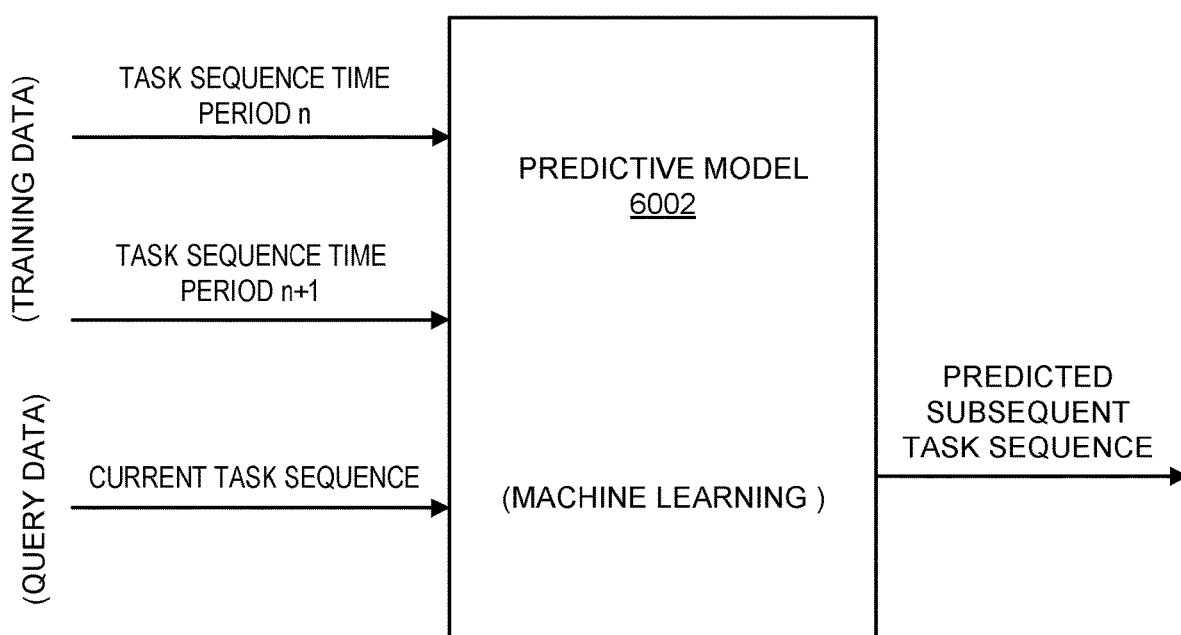 (TRAINING DATA)
TASK SEQUENCE TIME
PERIOD n
TASK SEQUENCE TIME
PERIOD n+1
(QUERY DATA)
CURRENT TASK SEQUENCE
PREDICTIVE MODEL
6002
(MACHINE LEARNING )
PREDICTED
SUBSEQUENT
TASK SEQUENCE